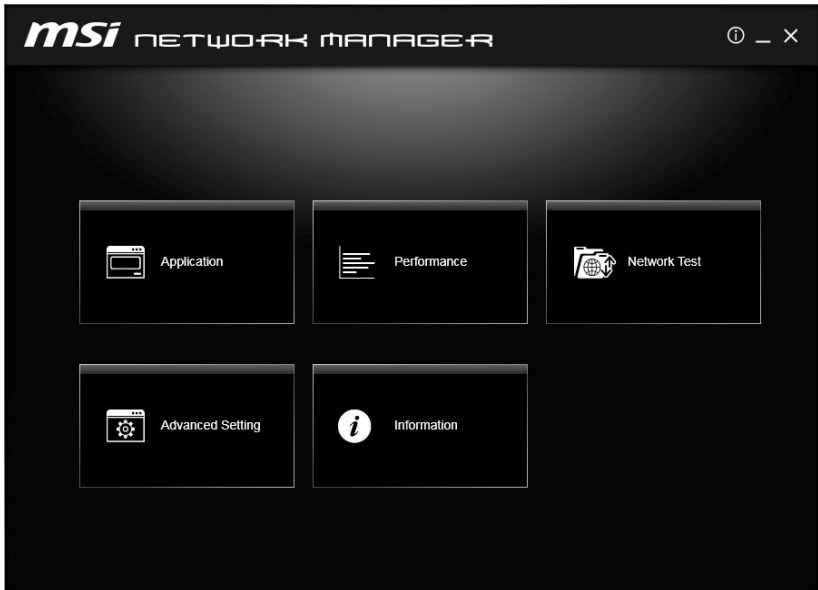 msi NETWORK MANAGER
Application
Performance
Network Test
Advanced Setting
Information